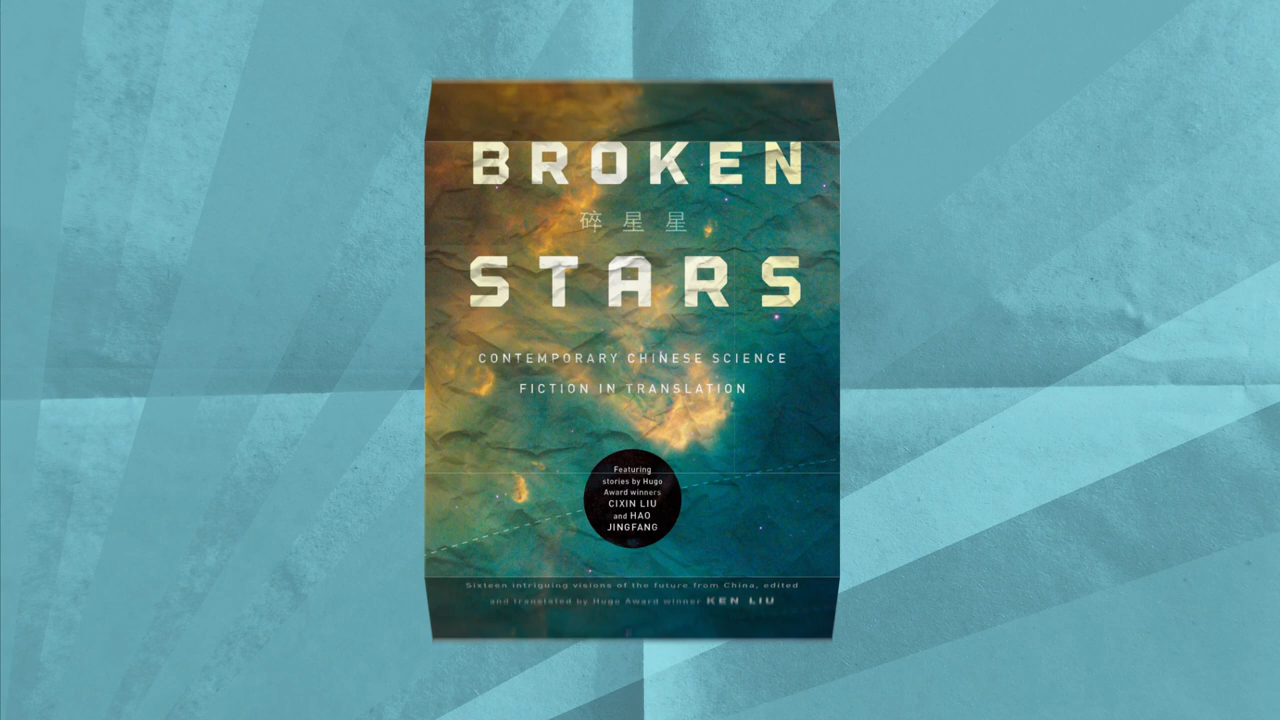 BROKEN
碎星星
STARS
CONTEMPORARY CHINESE SCIENCE
FICTION IN TRANSLATION
Featuring
stories by Hugo
Award winners
CIXIN LIU
and HAO
JINGFANG
Sixteen intriguing visions of the future from China, edited
and translated by Hugo Award winner KEN LIU